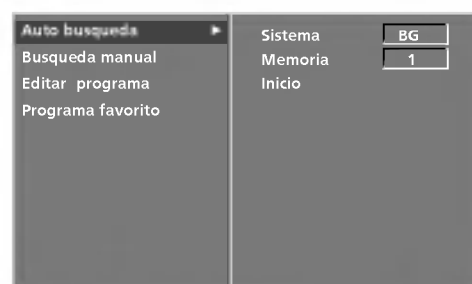 Auto busqueda
Busqueda manual
Editar programa
Programa favorito
Sistema BG
Memoria 1
Inicio